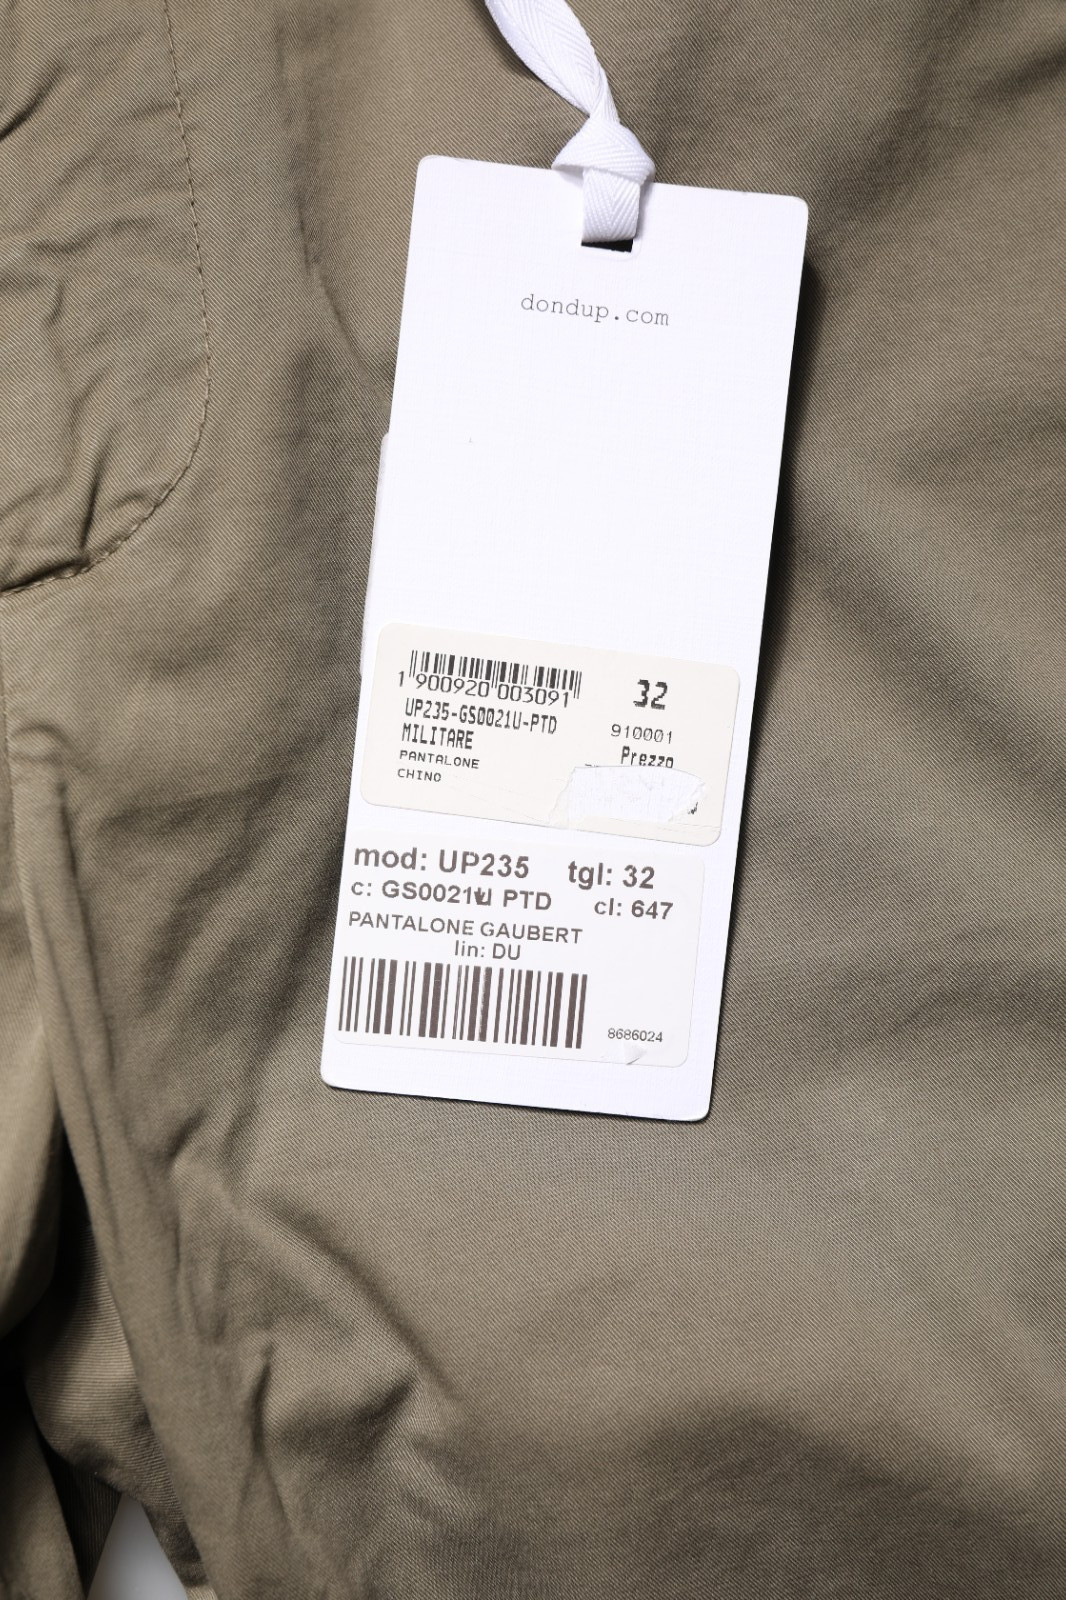 dondup.com
1 900920 003091
32
UP235-GS0021U-PTD
910001
MILITARE
Prezzo
PANTALONE
CHINO
mod: UP235 tgl: 32
c: GS0021U PTD cl: 647
PANTALONE GAUBERT
lin: DU
8686024